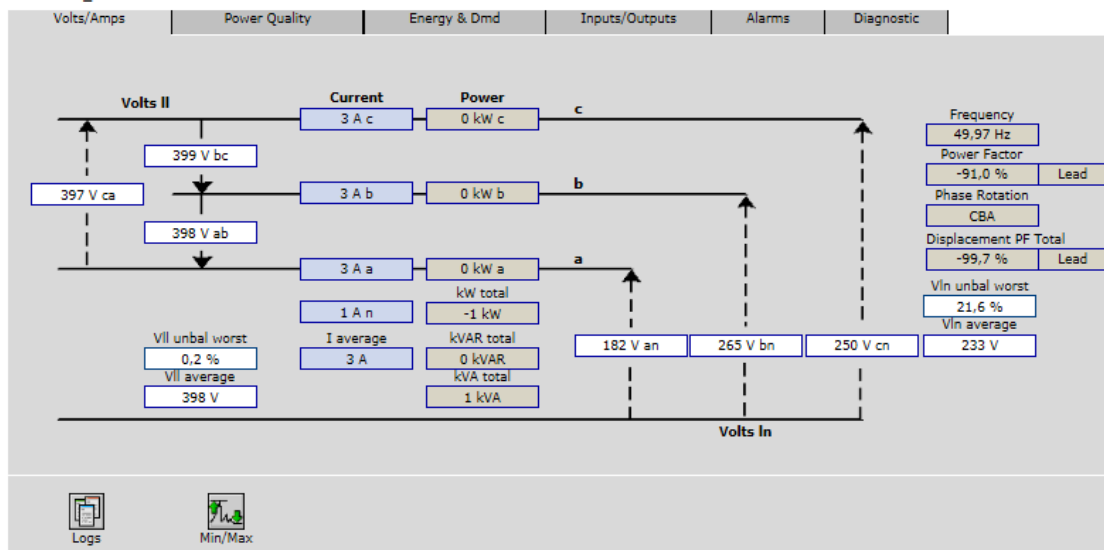 Volts/Amps Power Quality Energy & Dmd Inputs/Outputs Alarms Diagnostic
Volts ll Current Power
3 A c 0 kW c c
399 V bc
397 V ca
3 A b 0 kW b b
398 V ab
3 A a 0 kW a a
kW total
1 A n -1 kW
Vll unbal worst I average kVAR total
0,2 % 3 A 0 kVAR
Vll average kVA total
398 V 1 kVA
182 V an 265 V bn 250 V cn
Volts ln
Frequency
49,97 Hz
Power Factor
-91,0 % Lead
Phase Rotation
CBA
Displacement PF Total
-99,7 % Lead
Vln unbal worst
21,6 %
Vln average
233 V
Logs Min/Max